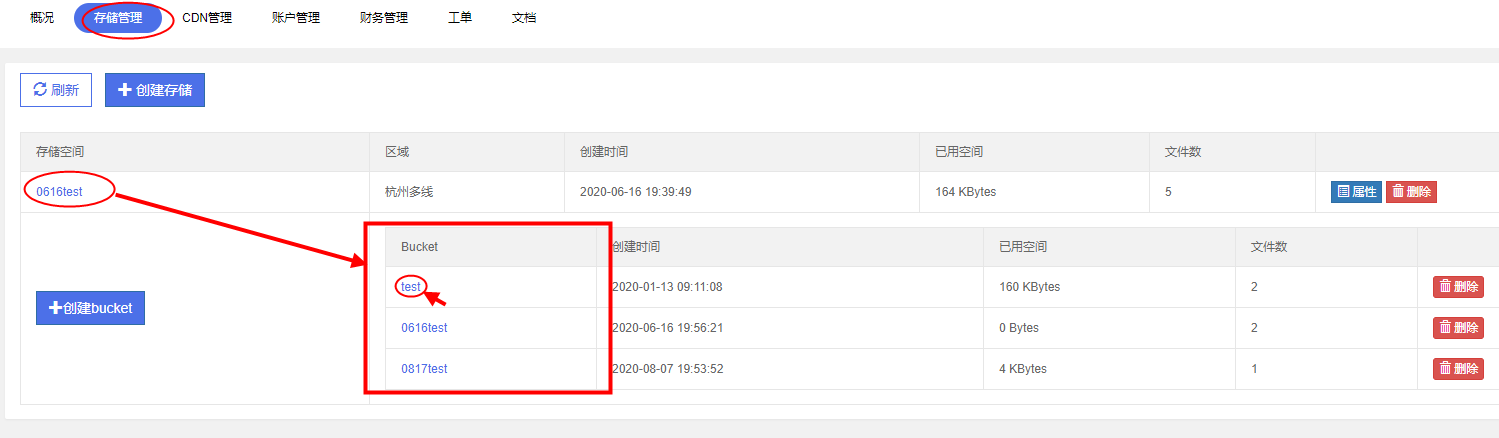 概况 存储管理 CDN管理 账户管理 财务管理 工单 文档
刷新 创建存储
存储空间 区域 创建时间 已用空间 文件数
0616test 杭州多线 2020-06-16 19:39:49 164 KBytes 5 属性 删除
Bucket 创建时间 已用空间 文件数
test 2020-01-13 09:11:08 160 KBytes 2 删除
创建bucket
0616test 2020-06-16 19:56:21 0 Bytes 2 删除
0817test 2020-08-07 19:53:52 4 KBytes 1 删除